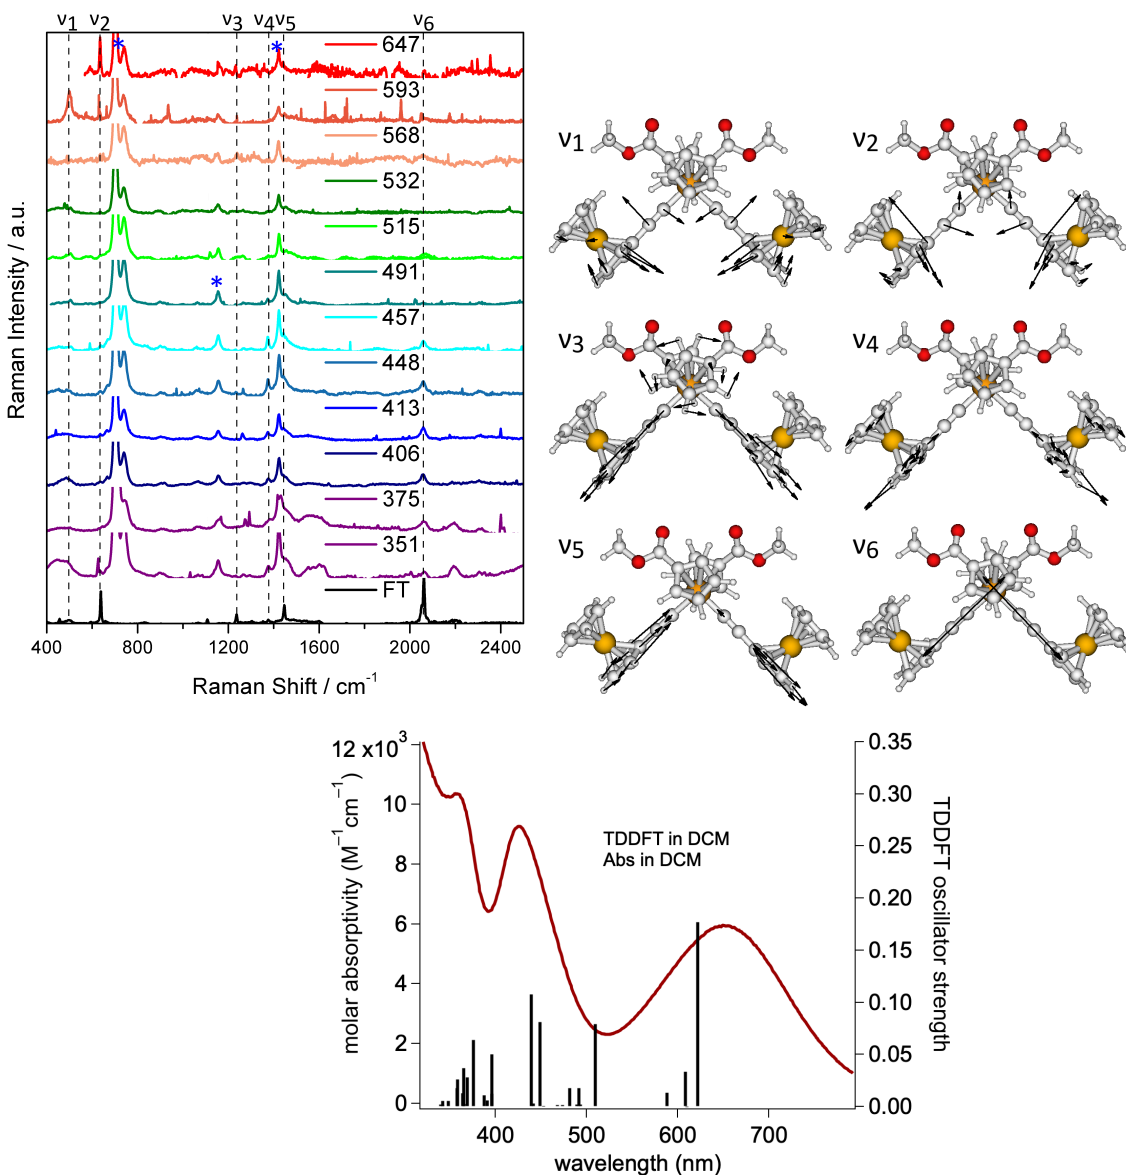 ν1 ν2 ν3 ν4 ν5 ν6
* * 647
593
568
532
515
* 491
457
448
413
406
375
351
FT
Raman Intensity / a.u.
400 800 1200 1600 2000 2400
Raman Shift / cm-1
ν1 ν2
ν3 ν4
ν5 ν6
12 x10³ 0.35
10 0.30
8 0.25
6 0.20
4 0.15
2 0.10
0 0.05
0.00
TDDFT in DCM
Abs in DCM
molar absorptivity (M⁻¹cm⁻¹)
TDDFT oscillator strength
400 500 600 700
wavelength (nm)